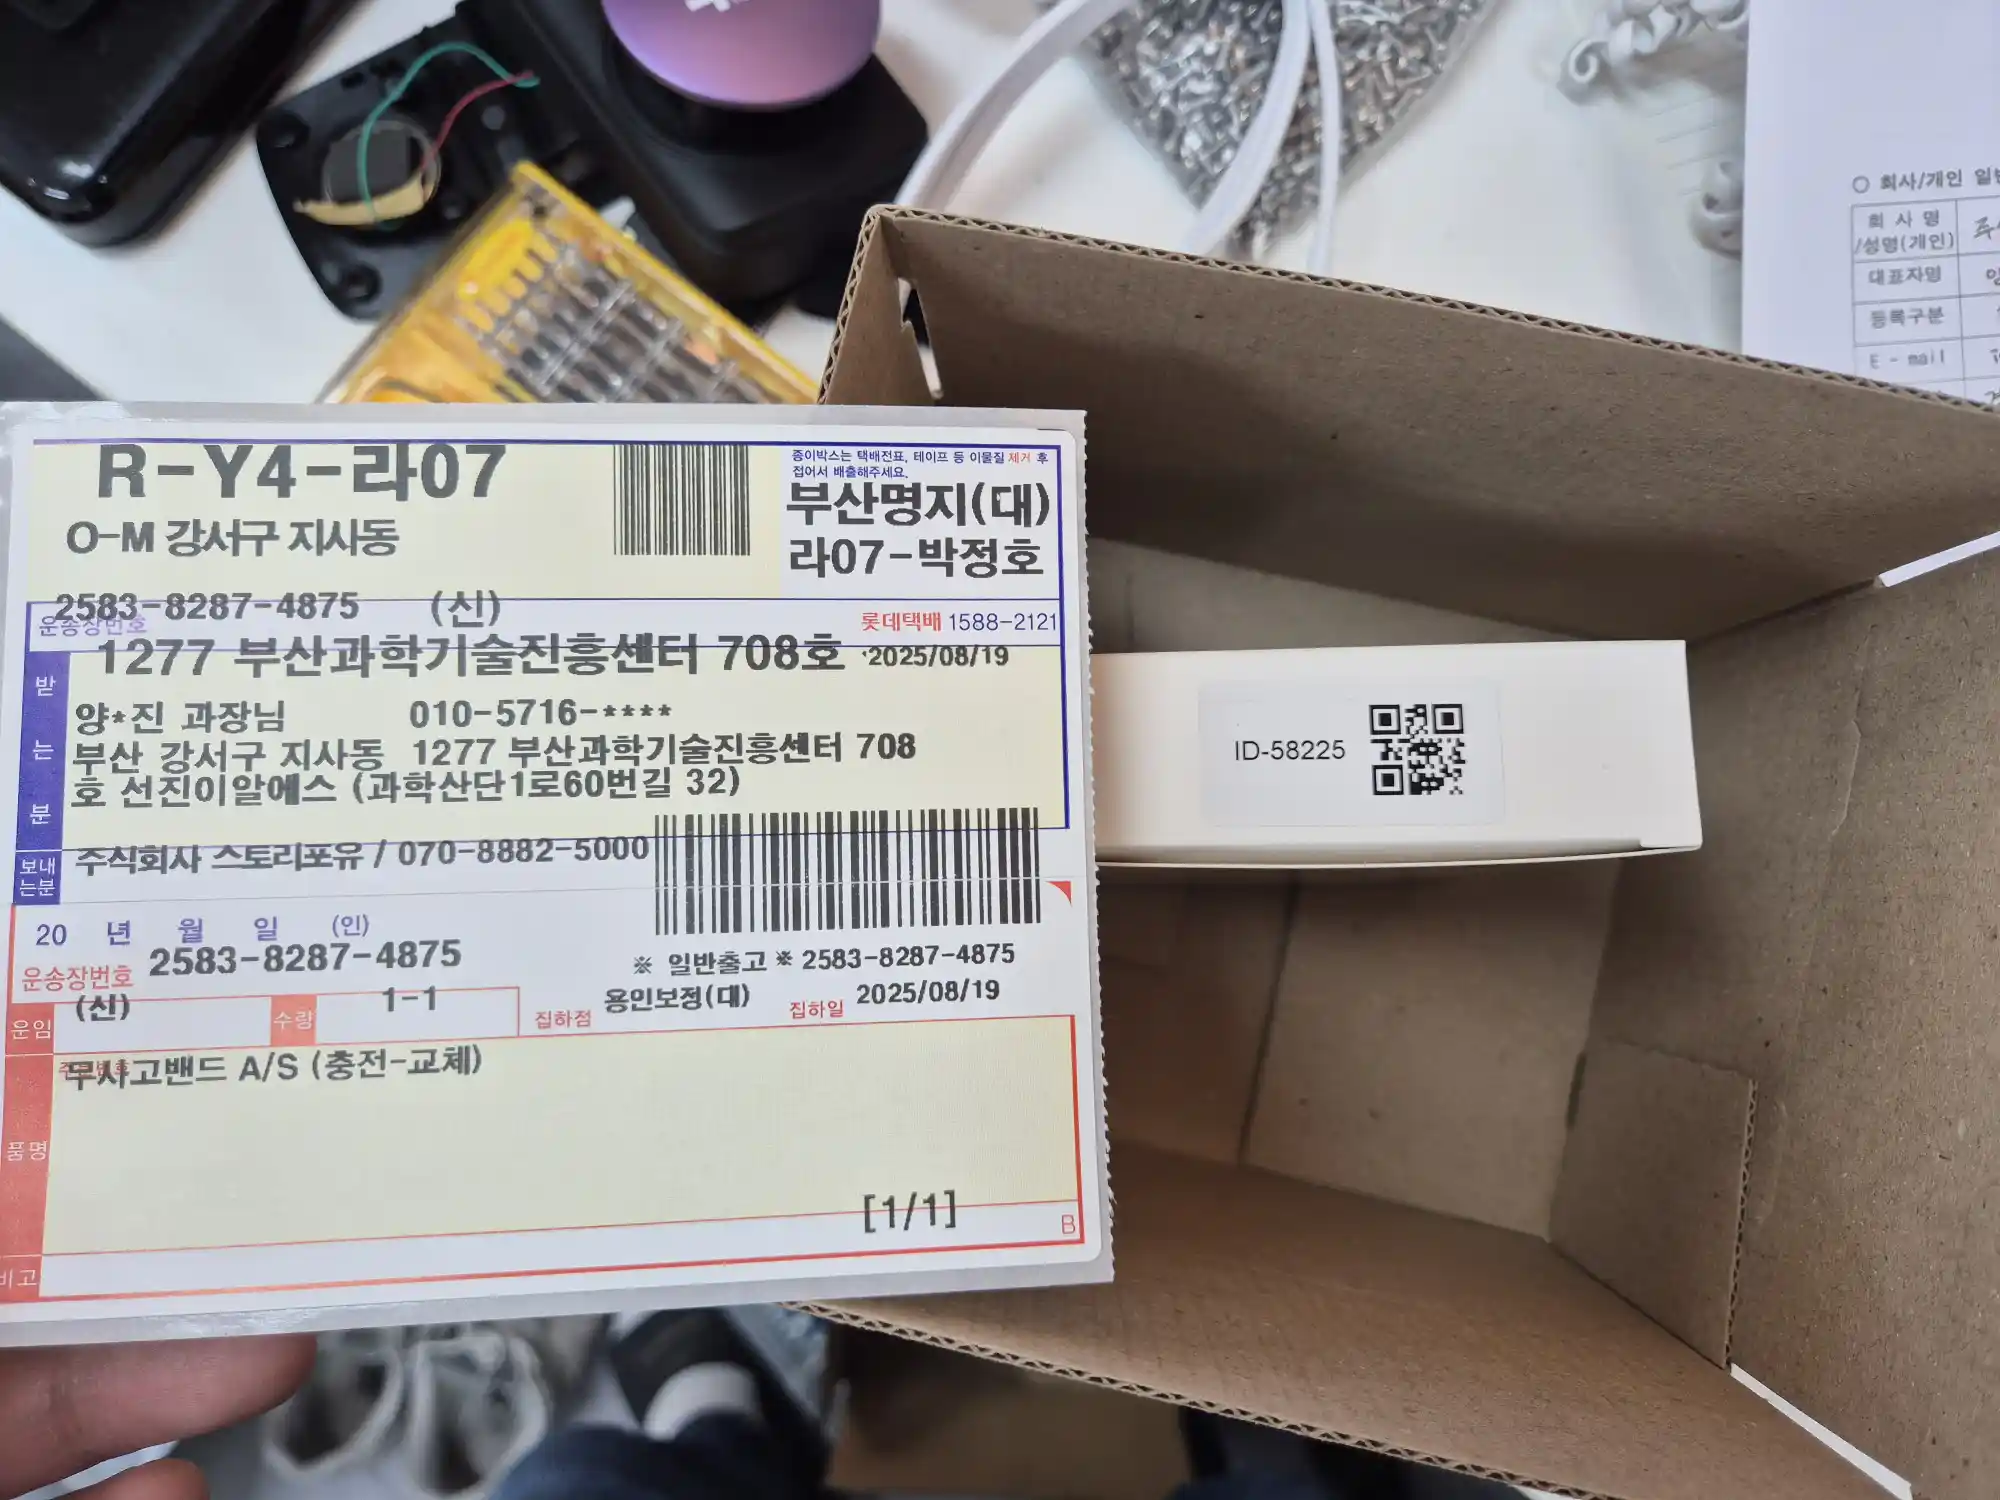 R-Y4-라07
O-M 강서구 지사동
종이박스는 택배전표, 테이프 등 이물질 제거 후
접어서 배출해주세요.
부산명지(대)
라07-박정호
2583-8287-4875 (신)
운송장번호
롯데택배 1588-2121
1277 부산과학기술진흥센터 708호
2025/08/19
받는분
양*진 과장님 010-5716-****
부산 강서구 지사동 1277 부산과학기술진흥센터 708
호 선진이알에스 (과학산단1로60번길 32)
보내는분
주식회사 스토리포유 / 070-8882-5000
20 년 월 일 (인)
운송장번호 2583-8287-4875
※ 일반출고 ※ 2583-8287-4875
운임 (신) 수량 1-1
집하점 용인보정(대) 집하일 2025/08/19
무사고밴드 A/S (충전-교체)
품명
[1/1]
B
비고
ID-58225
○ 회사/개인
회 사 명
/성명(개인)
대표자명
등록구분
E - mail